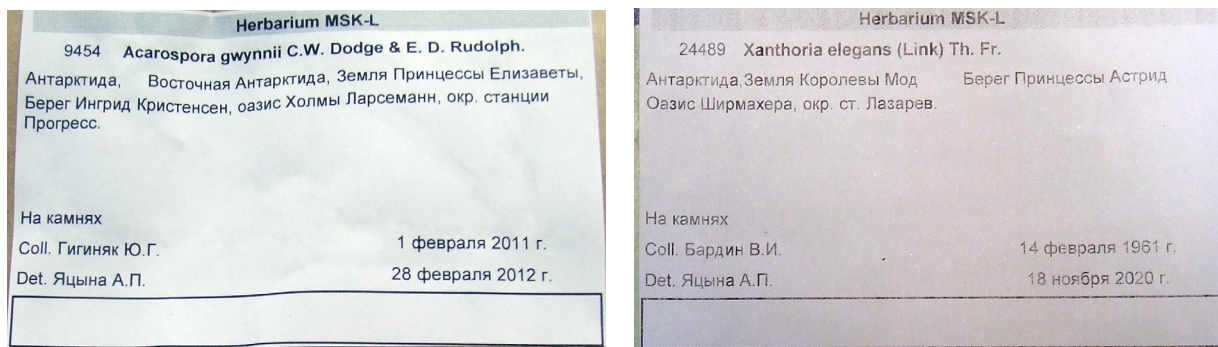 Herbarium MSK-L
9454 Acarospora gwynnii C.W. Dodge & E. D. Rudolph.
Антарктида, Восточная Антарктида, Земля Принцессы Елизаветы,
Берег Ингрид Кристенсен, оазис Холмы Ларсеманн, окр. станции
Прогресс.
На камнях
Coll. Гигиняк Ю.Г. 1 февраля 2011 г.
Det. Яцына А.П. 28 февраля 2012 г.
Herbarium MSK-L
24489 Xanthoria elegans (Link) Th. Fr.
Антарктида,Земля Королевы Мод Берег Принцессы Астрид
Оазис Ширмахера, окр. ст. Лазарев.
На камнях
Coll. Бардин В.И. 14 февраля 1961 г.
Det. Яцына А.П. 18 ноября 2020 г.